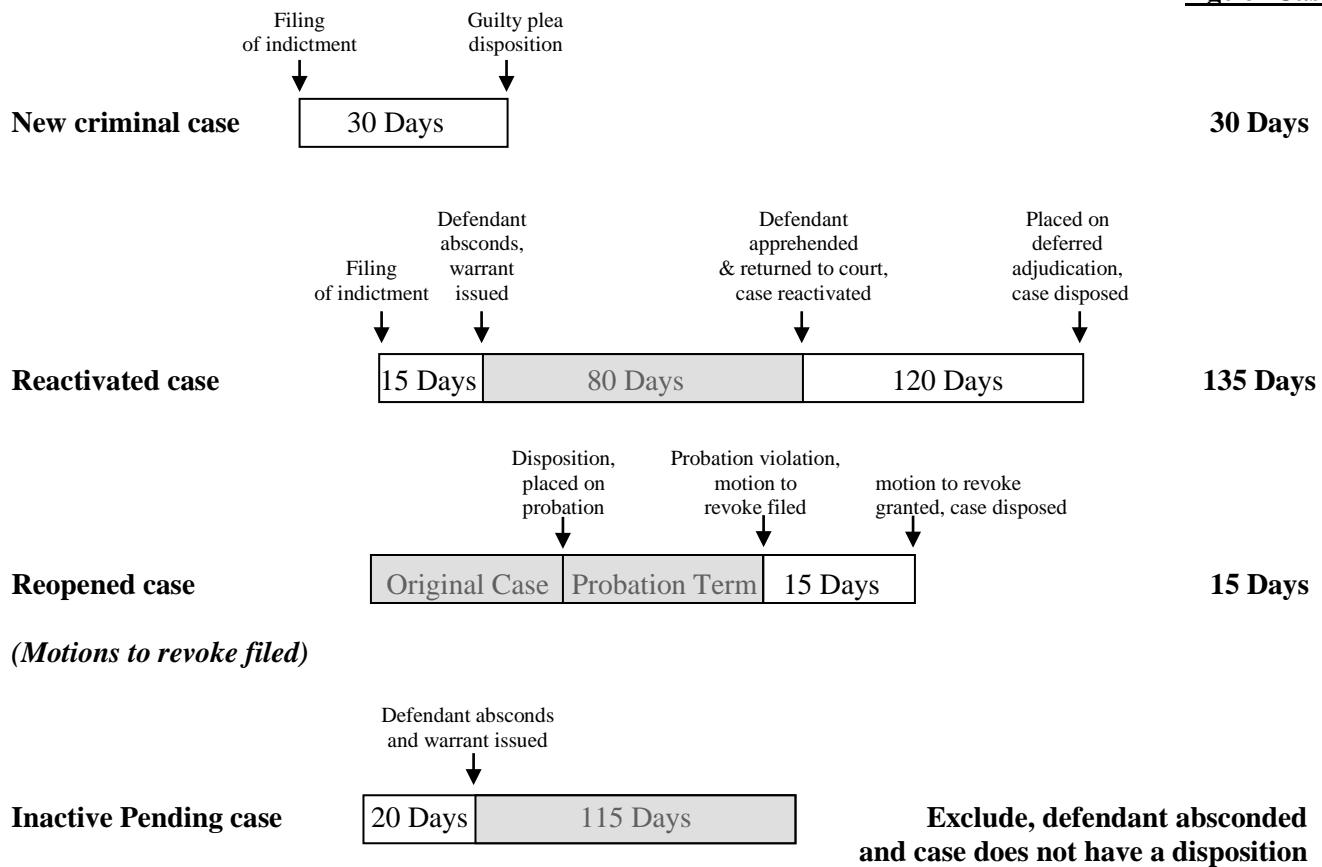 Filing
of indictment
Guilty plea
disposition
New criminal case
30 Days
30 Days
Filing
of indictment
Defendant
absconds,
warrant
issued
Defendant
apprehended
& returned to court,
case reactivated
Placed on
deferred
adjudication,
case disposed
Reactivated case
15 Days
80 Days
120 Days
135 Days
Disposition,
placed on
probation
Probation violation,
motion to
revoke filed
motion to revoke
granted, case disposed
Reopened case
Original Case
Probation Term
15 Days
15 Days
(Motions to revoke filed)
Defendant absconds
and warrant issued
Inactive Pending case
20 Days
115 Days
Exclude, defendant absconded
and case does not have a disposition